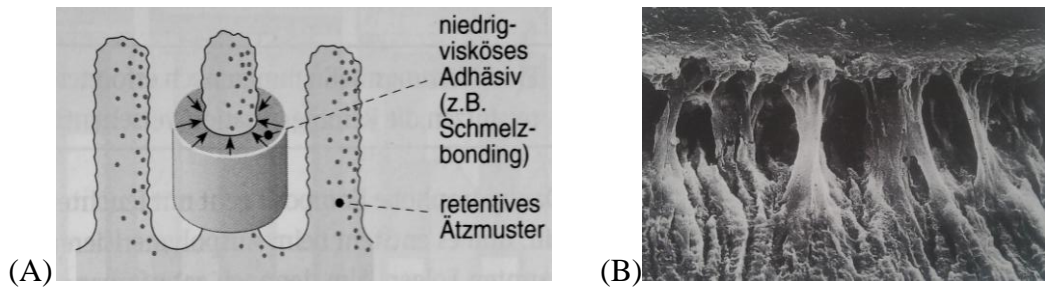 niedrig-
visköses
Adhäsiv
(z.B.
Schmelz-
bonding)
retentives
Ätzmuster
(A)
(B)